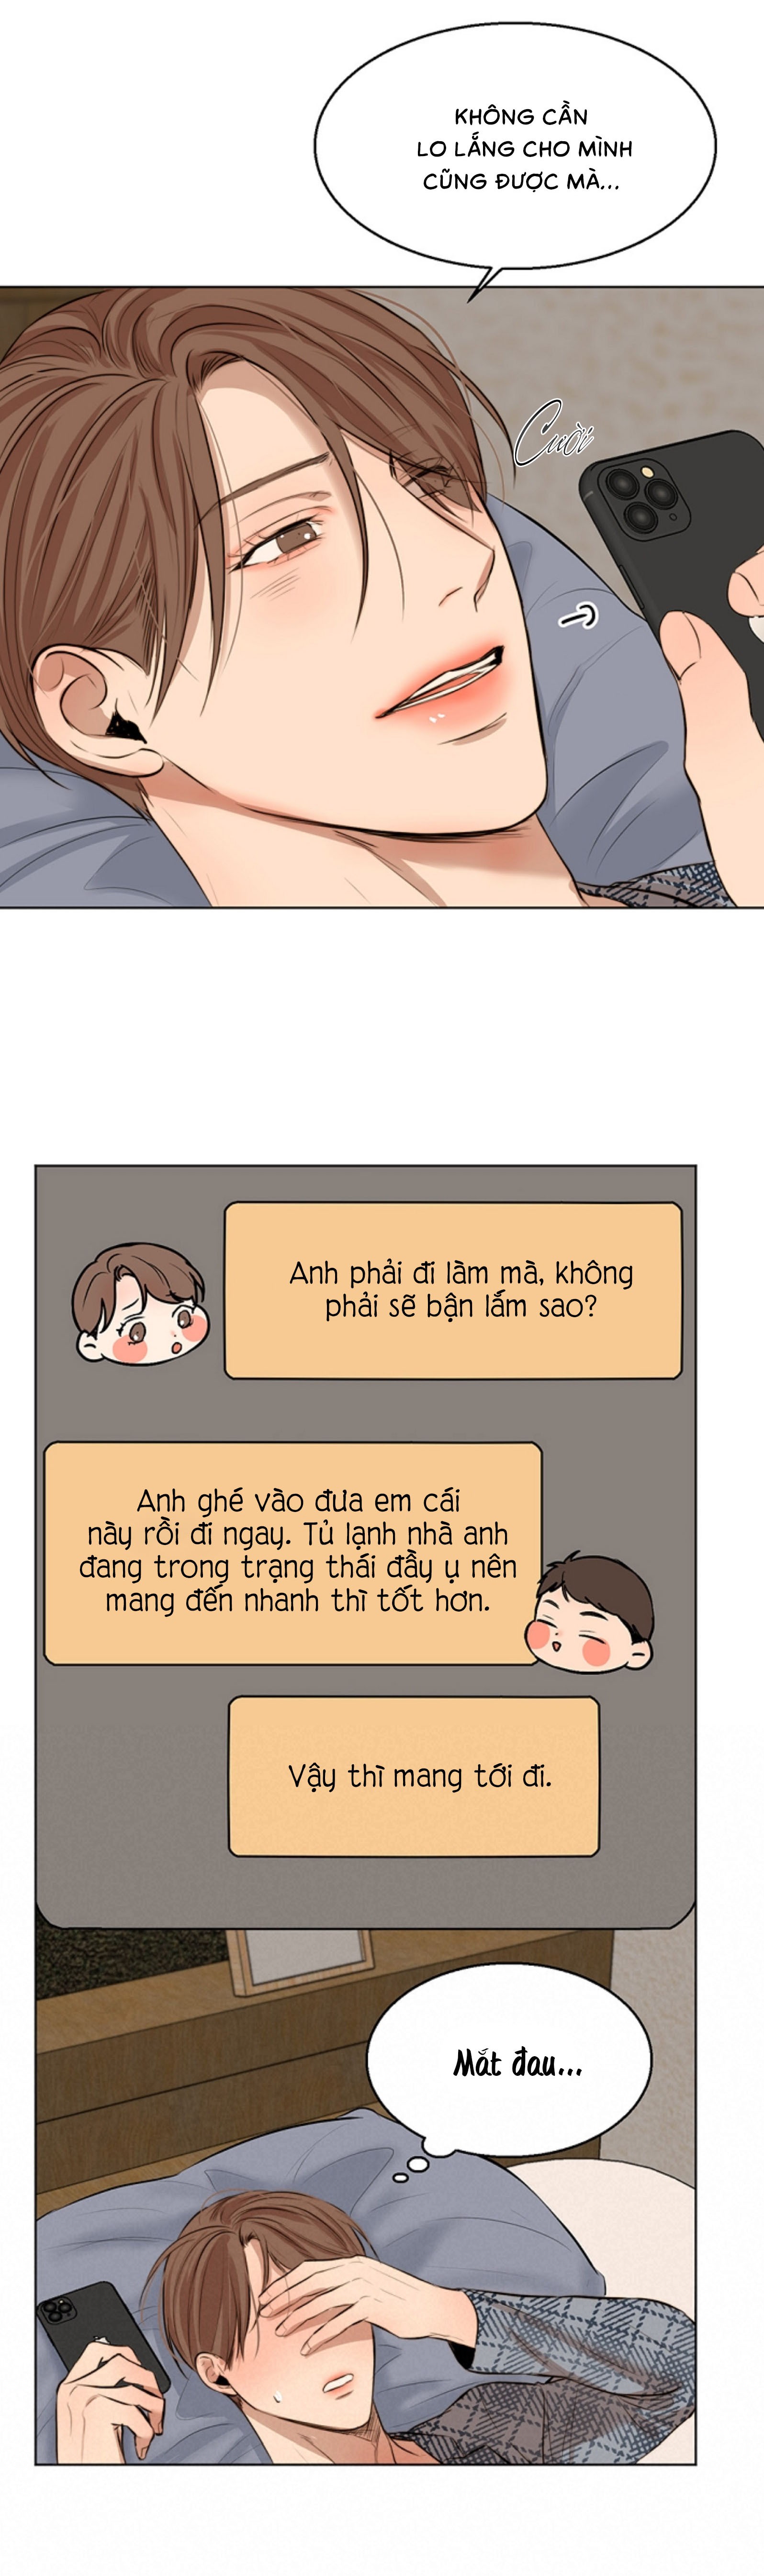 KHÔNG CẦN
LO LẮNG CHO MÌNH
CŨNG ĐƯỢC MÀ...
Cười
Anh phải đi làm mà, không
phải sẽ bận lắm sao?
Anh ghé vào đưa em cái
này rồi đi ngay. Tủ lạnh nhà anh
đang trong trạng thái đầy ụ nên
mang đến nhanh thì tốt hơn.
Vậy thì mang tới đi.
Mắt đau...